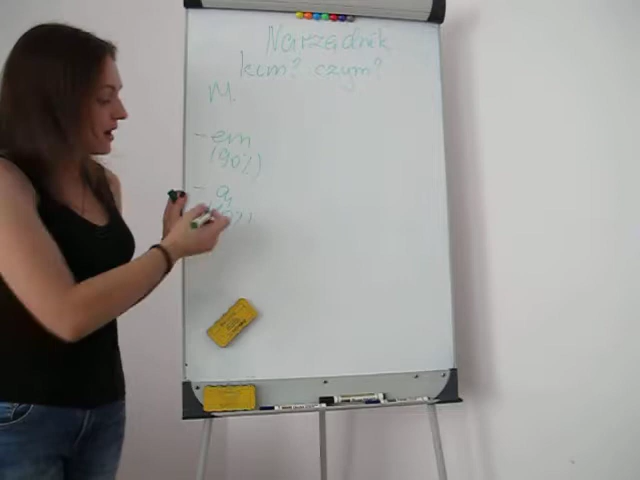 Narzędnik
kim? czym?
M.
- em
(90%)
- ą